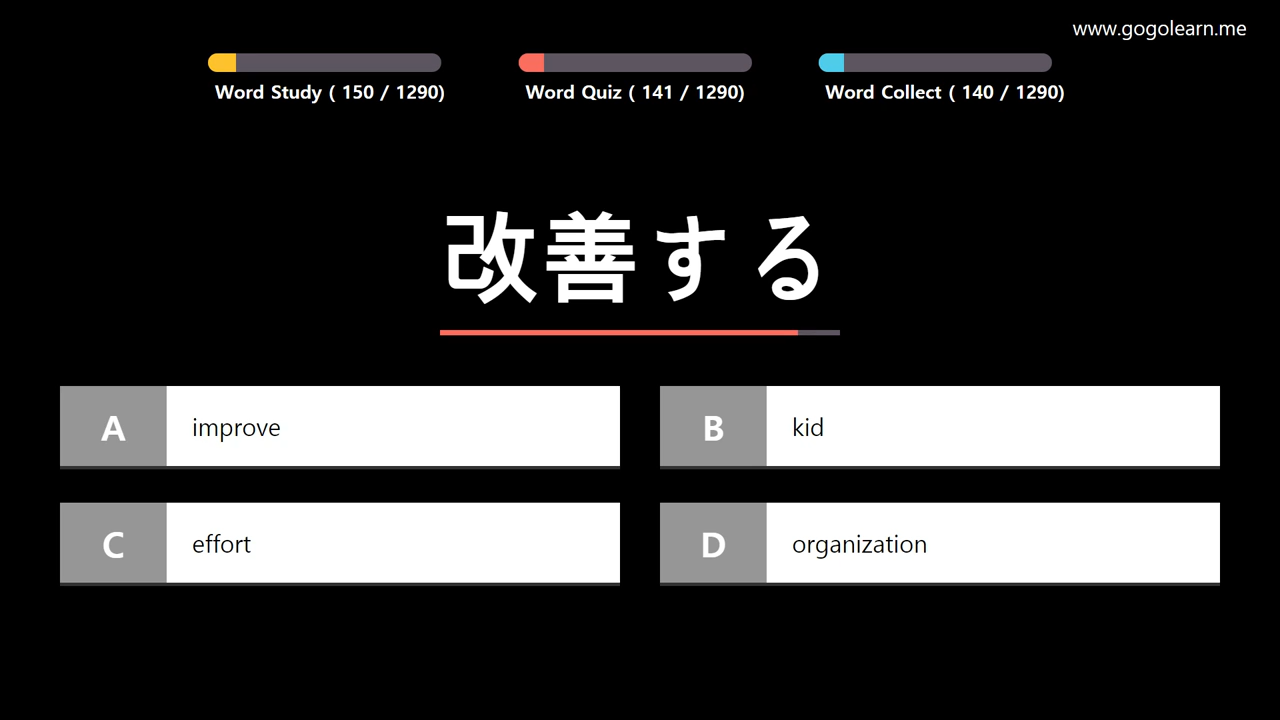 www.gogolearn.me
Word Study ( 150 / 1290)
Word Quiz ( 141 / 1290)
Word Collect ( 140 / 1290)
改善する
A improve
B kid
C effort
D organization